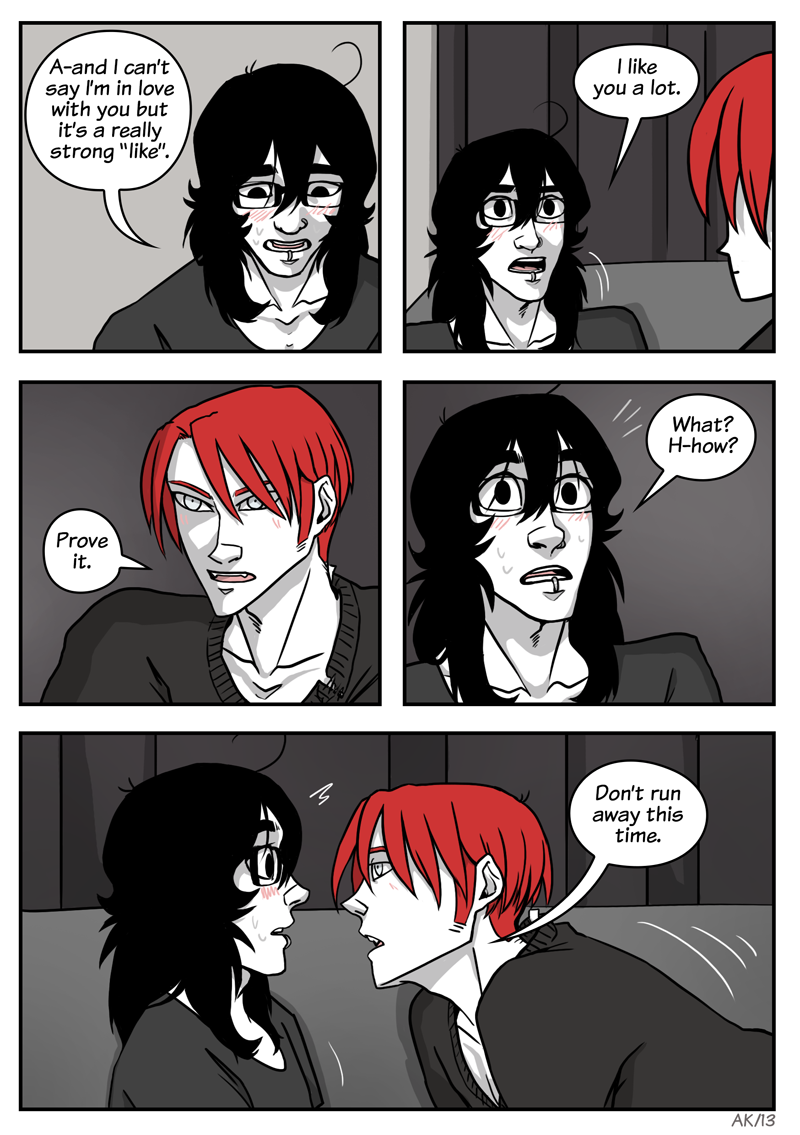 A-and I can't
say I'm in love
with you but
it's a really
strong "like".
I like
you a lot.
Prove
it.
What?
H-how?
Don't run
away this
time.
AK/13